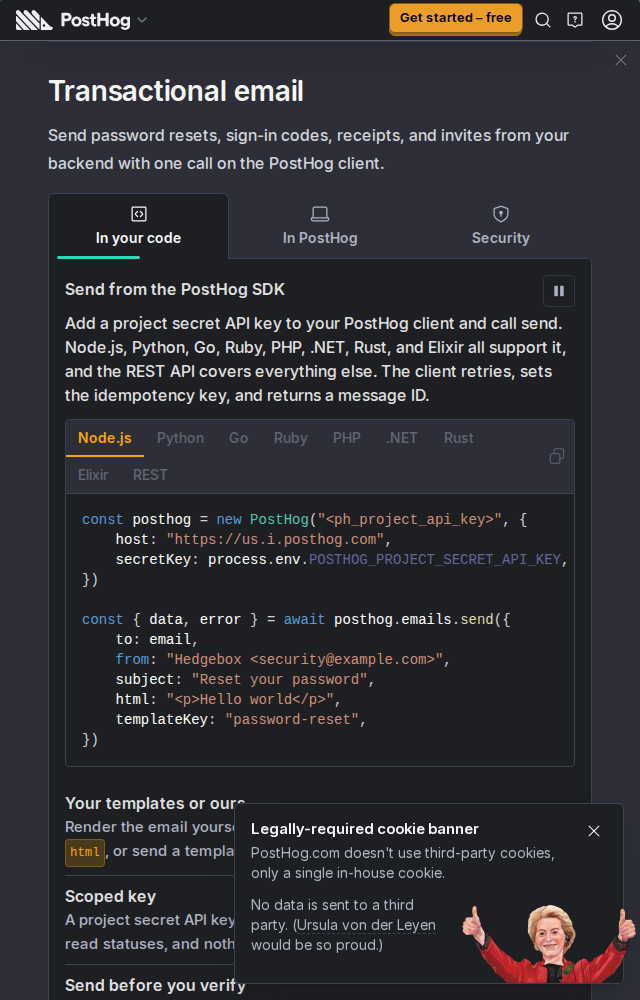 PostHog
Get started – free
Transactional email
Send password resets, sign-in codes, receipts, and invites from your
backend with one call on the PostHog client.
In your code
In PostHog
Security
Send from the PostHog SDK
Add a project secret API key to your PostHog client and call send.
Node.js, Python, Go, Ruby, PHP, .NET, Rust, and Elixir all support it,
and the REST API covers everything else. The client retries, sets
the idempotency key, and returns a message ID.
Node.js Python Go Ruby PHP .NET Rust
Elixir REST
const posthog = new PostHog("<ph_project_api_key>", {
    host: "https://us.i.posthog.com",
    secretKey: process.env.POSTHOG_PROJECT_SECRET_API_KEY,
})
const { data, error } = await posthog.emails.send({
    to: email,
    from: "Hedgebox <security@example.com>",
    subject: "Reset your password",
    html: "<p>Hello world</p>",
    templateKey: "password-reset",
})
Your templates or ours
Render the email yourse
html, or send a templa
Scoped key
A project secret API key
read statuses, and noth
Send before you verify
Legally-required cookie banner
PostHog.com doesn't use third-party cookies,
only a single in-house cookie.
No data is sent to a third
party. (Ursula von der Leyen
would be so proud.)